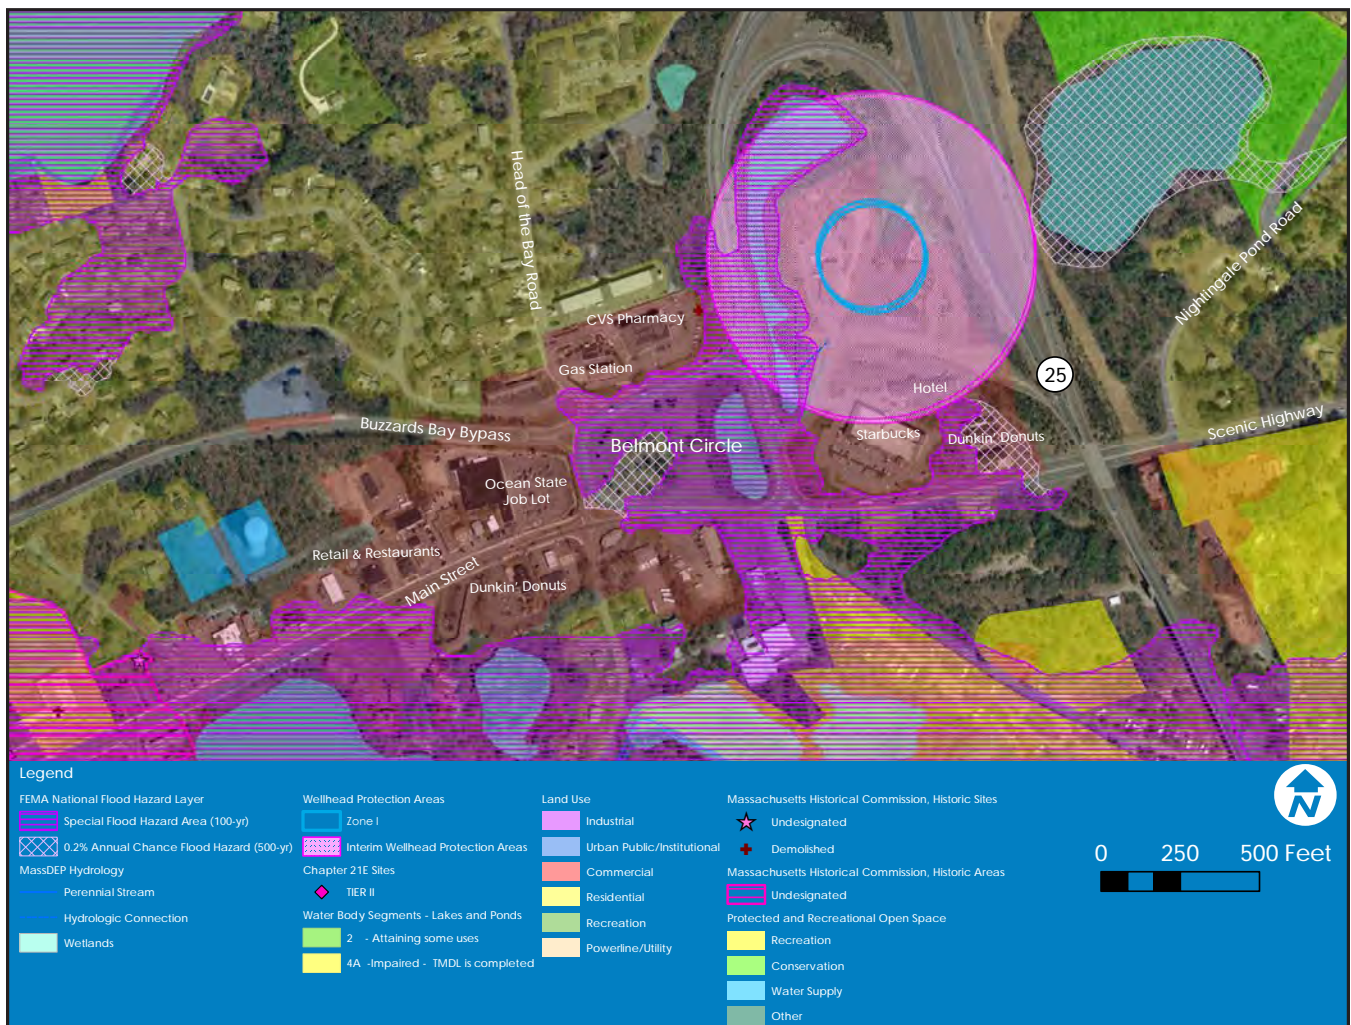 Head of the Bay Road
Nightingale Pond Road
CVS Pharmacy
Gas Station
25
Hotel
Buzzards Bay Bypass
Belmont Circle
Starbucks
Dunkin' Donuts
Scenic Highway
Ocean State
Job Lot
Retail & Restaurants
Main Street
Dunkin' Donuts
Legend
FEMA National Flood Hazard Layer
Special Flood Hazard Area (100-yr)
0.2% Annual Chance Flood Hazard (500-yr)
MassDEP Hydrology
Perennial Stream
Hydrologic Connection
Wetlands
Wellhead Protection Areas
Zone I
Interim Wellhead Protection Areas
Chapter 21E Sites
TIER II
Water Body Segments - Lakes and Ponds
2 - Attaining some uses
4A -Impaired - TMDL is completed
Land Use
Industrial
Urban Public/Institutional
Commercial
Residential
Recreation
Powerline/Utility
Massachusetts Historical Commission, Historic Sites
Undesignated
Demolished
Massachusetts Historical Commission, Historic Areas
Undesignated
Protected and Recreational Open Space
Recreation
Conservation
Water Supply
Other
N
0 250 500 Feet